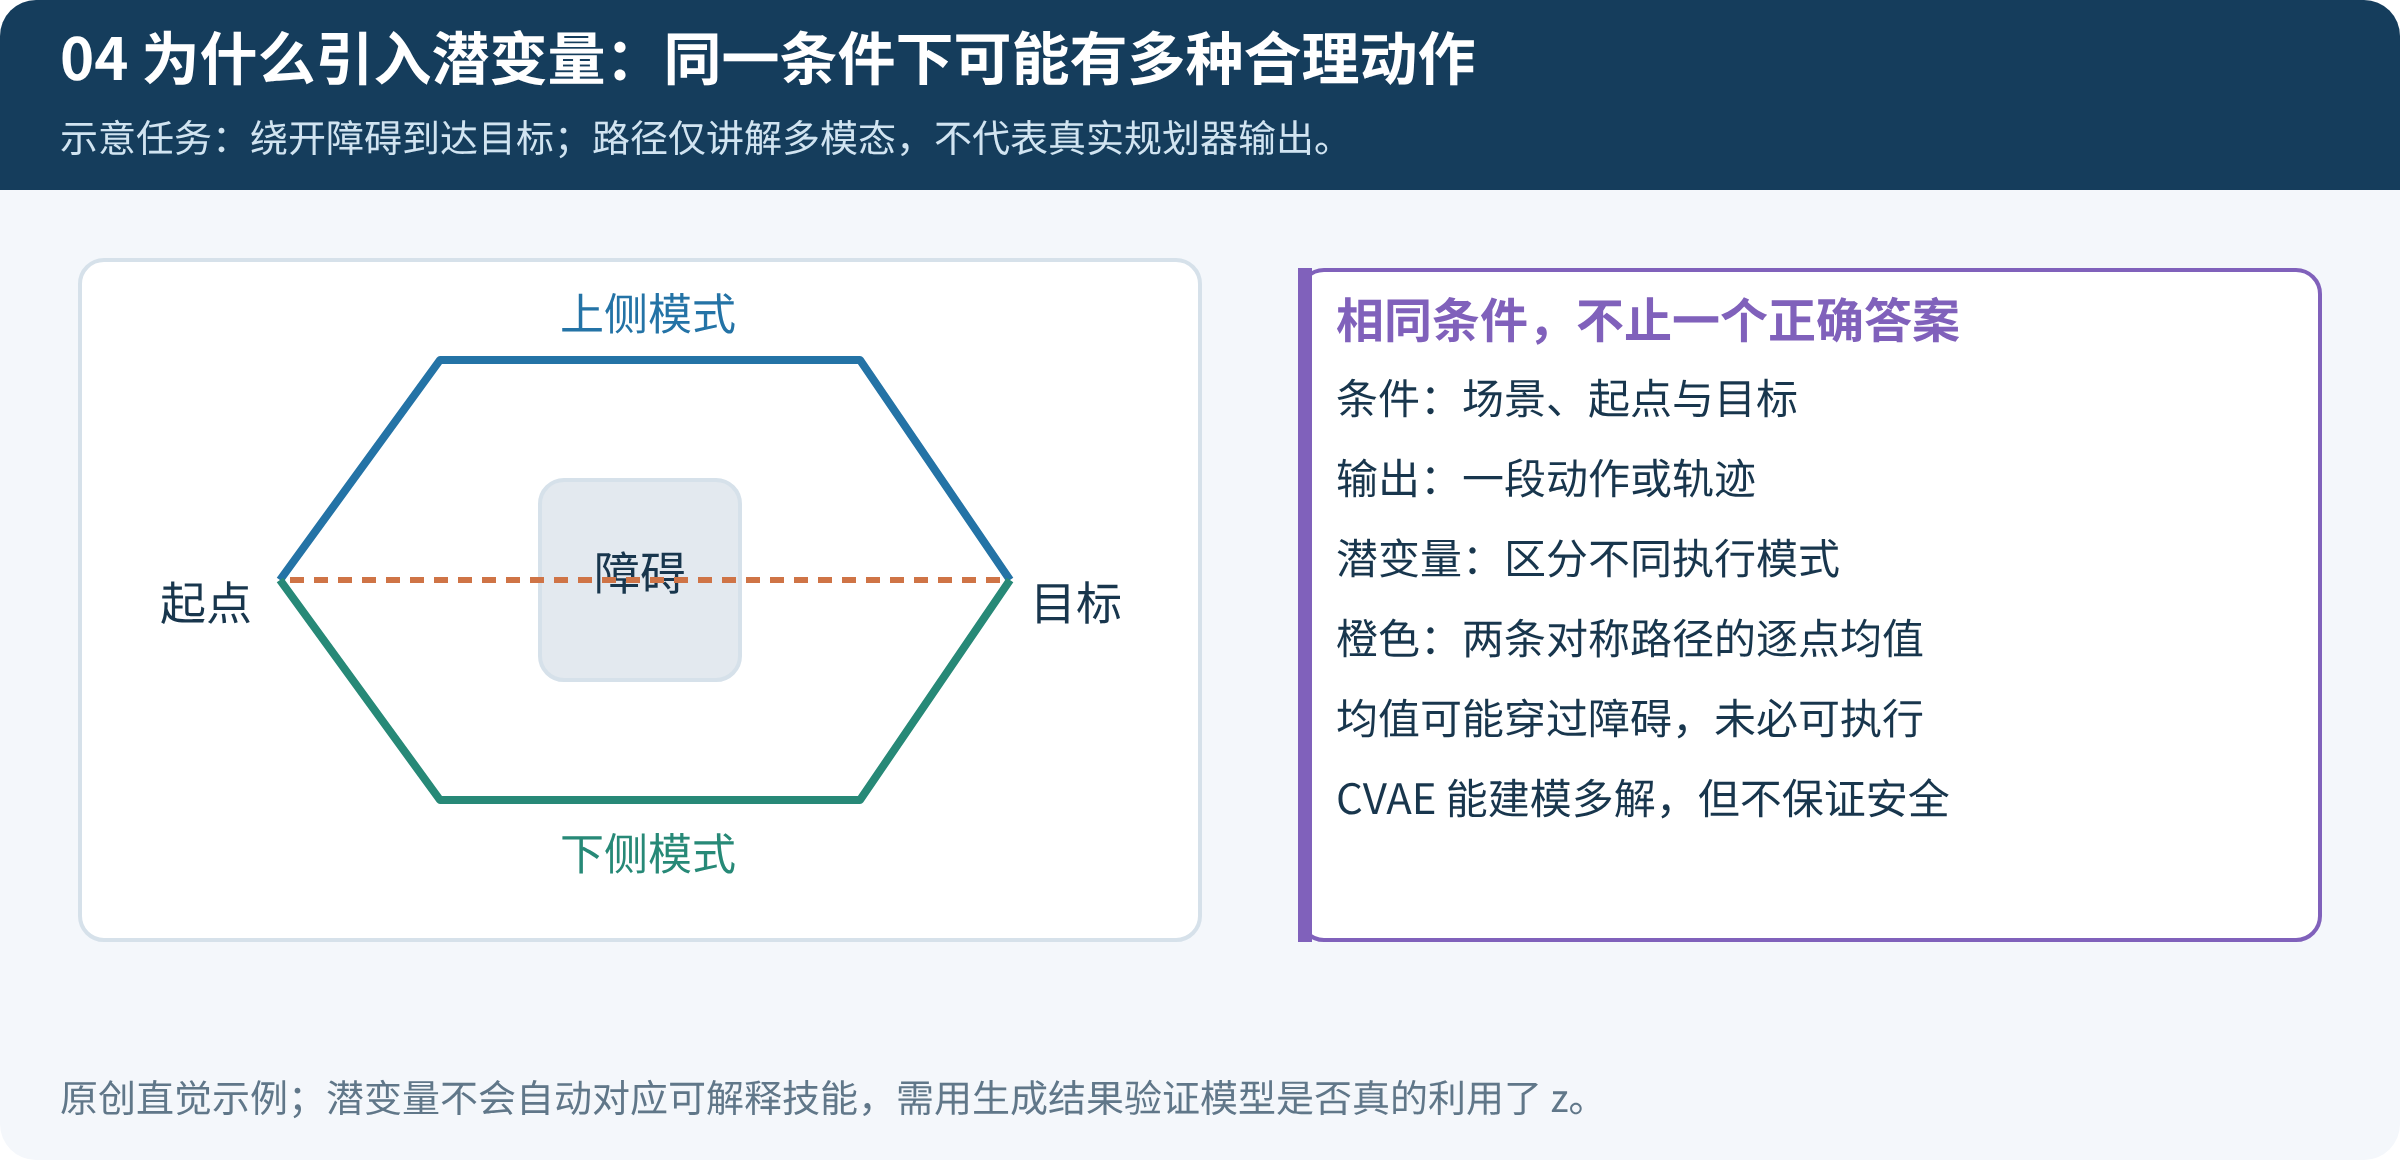 04 为什么引入潜变量：同一条件下可能有多种合理动作
示意任务：绕开障碍到达目标；路径仅讲解多模态，不代表真实规划器输出。
上侧模式
障碍
起点
目标
下侧模式
相同条件，不止一个正确答案
条件：场景、起点与目标
输出：一段动作或轨迹
潜变量：区分不同执行模式
橙色：两条对称路径的逐点均值
均值可能穿过障碍，未必可执行
CVAE 能建模多解，但不保证安全
原创直觉示例；潜变量不会自动对应可解释技能，需用生成结果验证模型是否真的利用了 z。